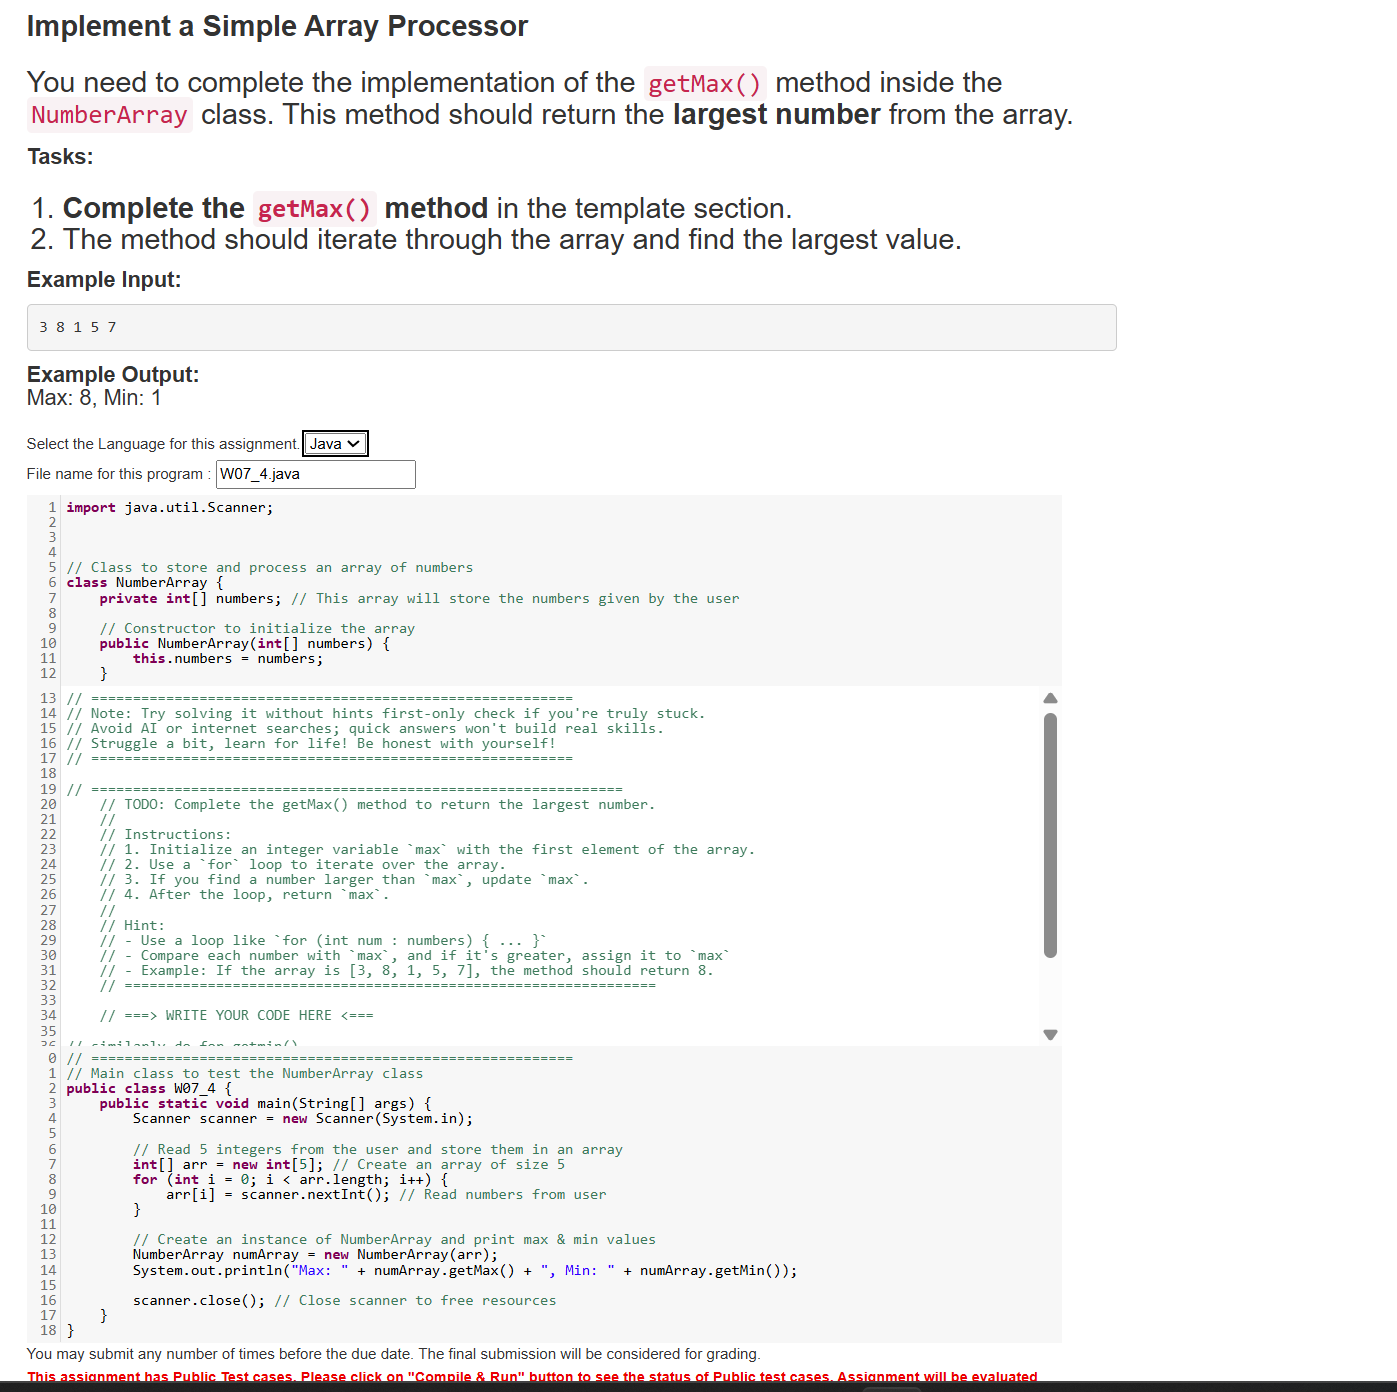 Implement a Simple Array Processor
You need to complete the implementation of the getMax() method inside the
NumberArray class. This method should return the largest number from the array.
Tasks:
1. Complete the getMax() method in the template section.
2. The method should iterate through the array and find the largest value.
Example Input:
3 8 1 5 7
Example Output:
Max: 8, Min: 1
Select the Language for this assignment. Java
File name for this program : W07_4.java
1 import java.util.Scanner;
2
3
4
5 // Class to store and process an array of numbers
6 class NumberArray {
7     private int[] numbers; // This array will store the numbers given by the user
8
9     // Constructor to initialize the array
10     public NumberArray(int[] numbers) {
11         this.numbers = numbers;
12     }
13 // ==========================================================
14 // Note: Try solving it without hints first-only check if you're truly stuck.
15 // Avoid AI or internet searches; quick answers won't build real skills.
16 // Struggle a bit, learn for life! Be honest with yourself!
17 // ==========================================================
18
19 // ================================================================
20     // TODO: Complete the getMax() method to return the largest number.
21     //
22     // Instructions:
23     // 1. Initialize an integer variable `max` with the first element of the array.
24     // 2. Use a `for` loop to iterate over the array.
25     // 3. If you find a number larger than `max`, update `max`.
26     // 4. After the loop, return `max`.
27     //
28     // Hint:
29     // - Use a loop like `for (int num : numbers) { ... }`
30     // - Compare each number with `max`, and if it's greater, assign it to `max`
31     // - Example: If the array is [3, 8, 1, 5, 7], the method should return 8.
32     // ================================================================
33
34     // ===> WRITE YOUR CODE HERE <===
35
36 // similarly do for getmin()
0 // ==========================================================
1 // Main class to test the NumberArray class
2 public class W07_4 {
3     public static void main(String[] args) {
4         Scanner scanner = new Scanner(System.in);
5
6         // Read 5 integers from the user and store them in an array
7         int[] arr = new int[5]; // Create an array of size 5
8         for (int i = 0; i < arr.length; i++) {
9             arr[i] = scanner.nextInt(); // Read numbers from user
10         }
11
12         // Create an instance of NumberArray and print max & min values
13         NumberArray numArray = new NumberArray(arr);
14         System.out.println("Max: " + numArray.getMax() + ", Min: " + numArray.getMin());
15
16         scanner.close(); // Close scanner to free resources
17     }
18 }
You may submit any number of times before the due date. The final submission will be considered for grading.
This assignment has Public Test cases. Please click on "Compile & Run" button to see the status of Public test cases. Assignment will be evaluated